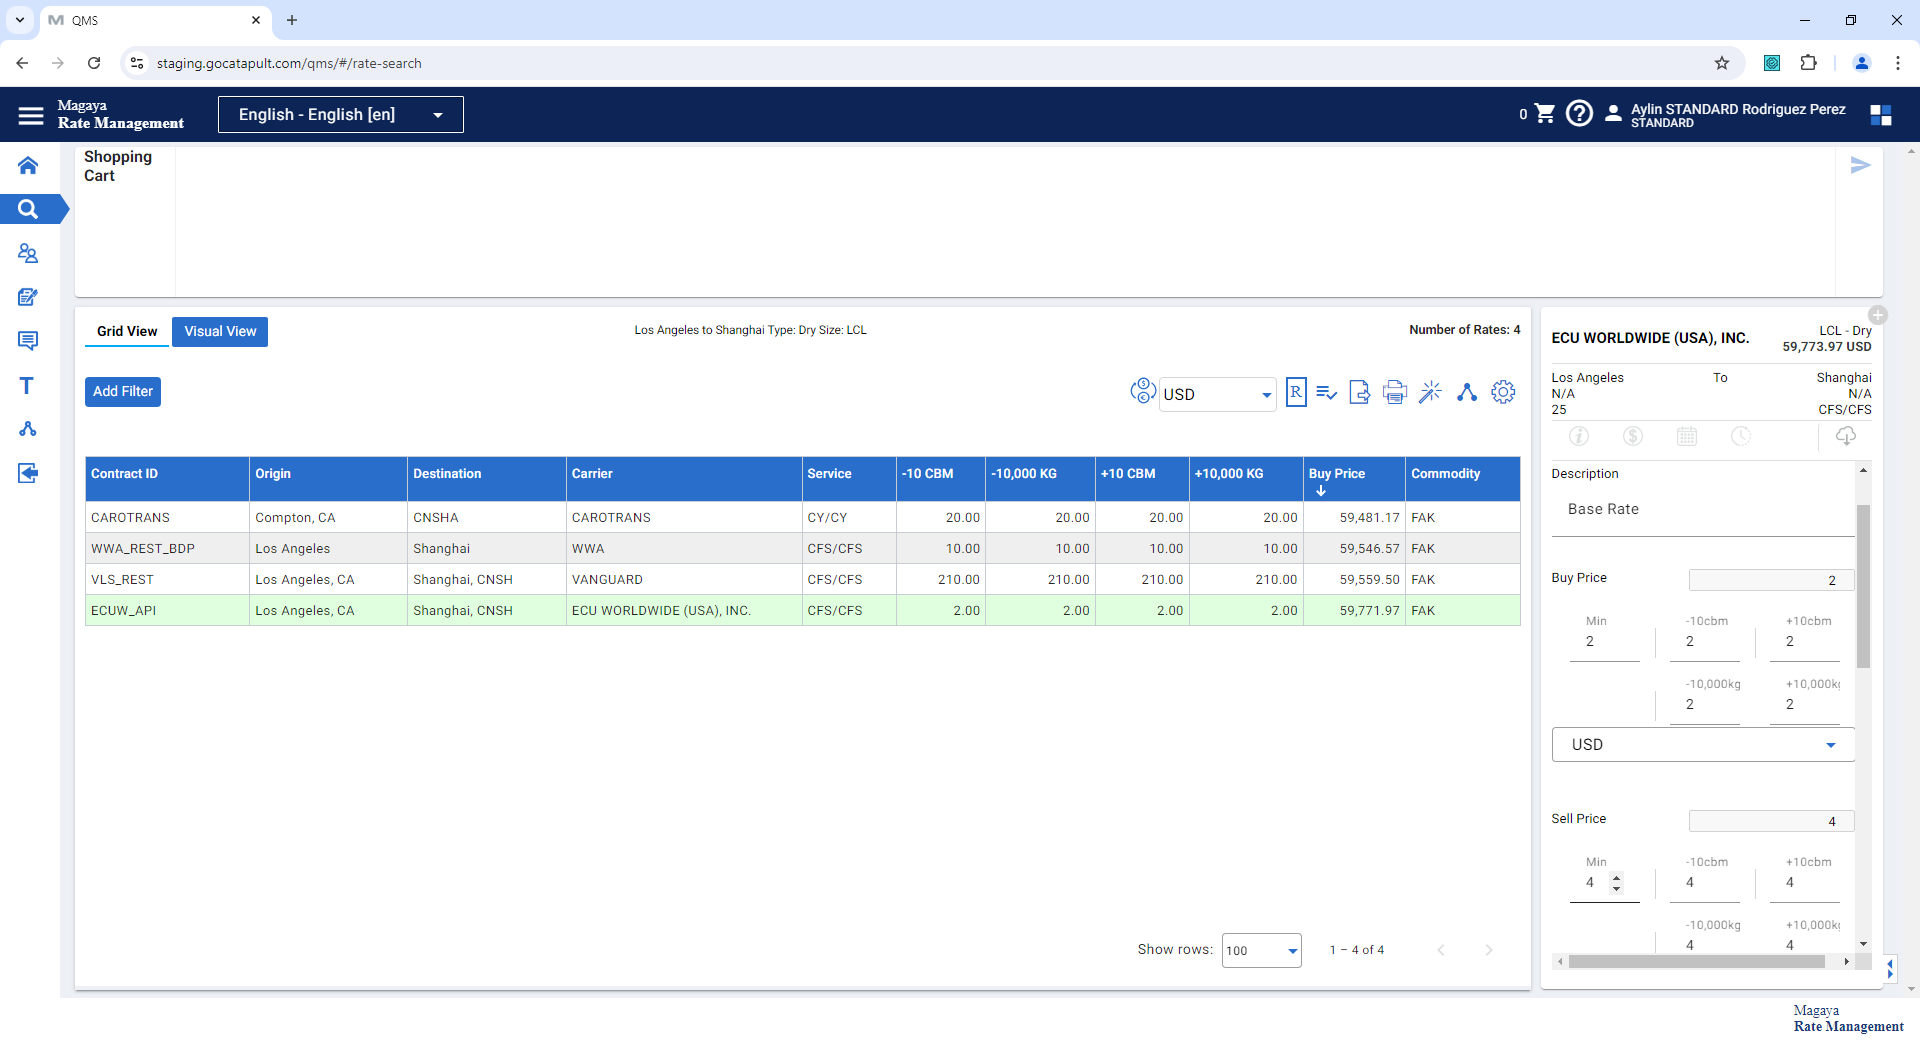 QMS
staging.gocatapult.com/qms/#/rate-search
Magaya
Rate Management
English - English [en]
0
Aylin STANDARD Rodriguez Perez
STANDARD
Shopping
Cart
Grid View
Visual View
Los Angeles to Shanghai Type: Dry Size: LCL
Number of Rates: 4
Add Filter
USD
R
Contract ID Origin Destination Carrier Service -10 CBM -10,000 KG +10 CBM +10,000 KG Buy Price Commodity
CAROTRANS Compton, CA CNSHA CAROTRANS CY/CY 20.00 20.00 20.00 20.00 59,481.17 FAK
WWA_REST_BDP Los Angeles Shanghai WWA CFS/CFS 10.00 10.00 10.00 10.00 59,546.57 FAK
VLS_REST Los Angeles, CA Shanghai, CNSH VANGUARD CFS/CFS 210.00 210.00 210.00 210.00 59,559.50 FAK
ECUW_API Los Angeles, CA Shanghai, CNSH ECU WORLDWIDE (USA), INC. CFS/CFS 2.00 2.00 2.00 2.00 59,771.97 FAK
Show rows: 100 1 – 4 of 4
ECU WORLDWIDE (USA), INC.
LCL - Dry
59,773.97 USD
Los Angeles To Shanghai
N/A N/A
25 CFS/CFS
Description
Base Rate
Buy Price 2
Min -10cbm +10cbm
2 2 2
-10,000kg +10,000kg
2 2
USD
Sell Price 4
Min -10cbm +10cbm
4 4 4
-10,000kg +10,000kg
4 4
Magaya
Rate Management